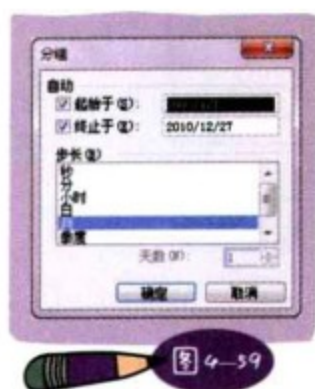 分组
自动
起始于(S):
终止于(E): 2010/12/27
步长(B)
秒
分
小时
日
月
季度
天数(N): 1
确定 取消
图 4—39